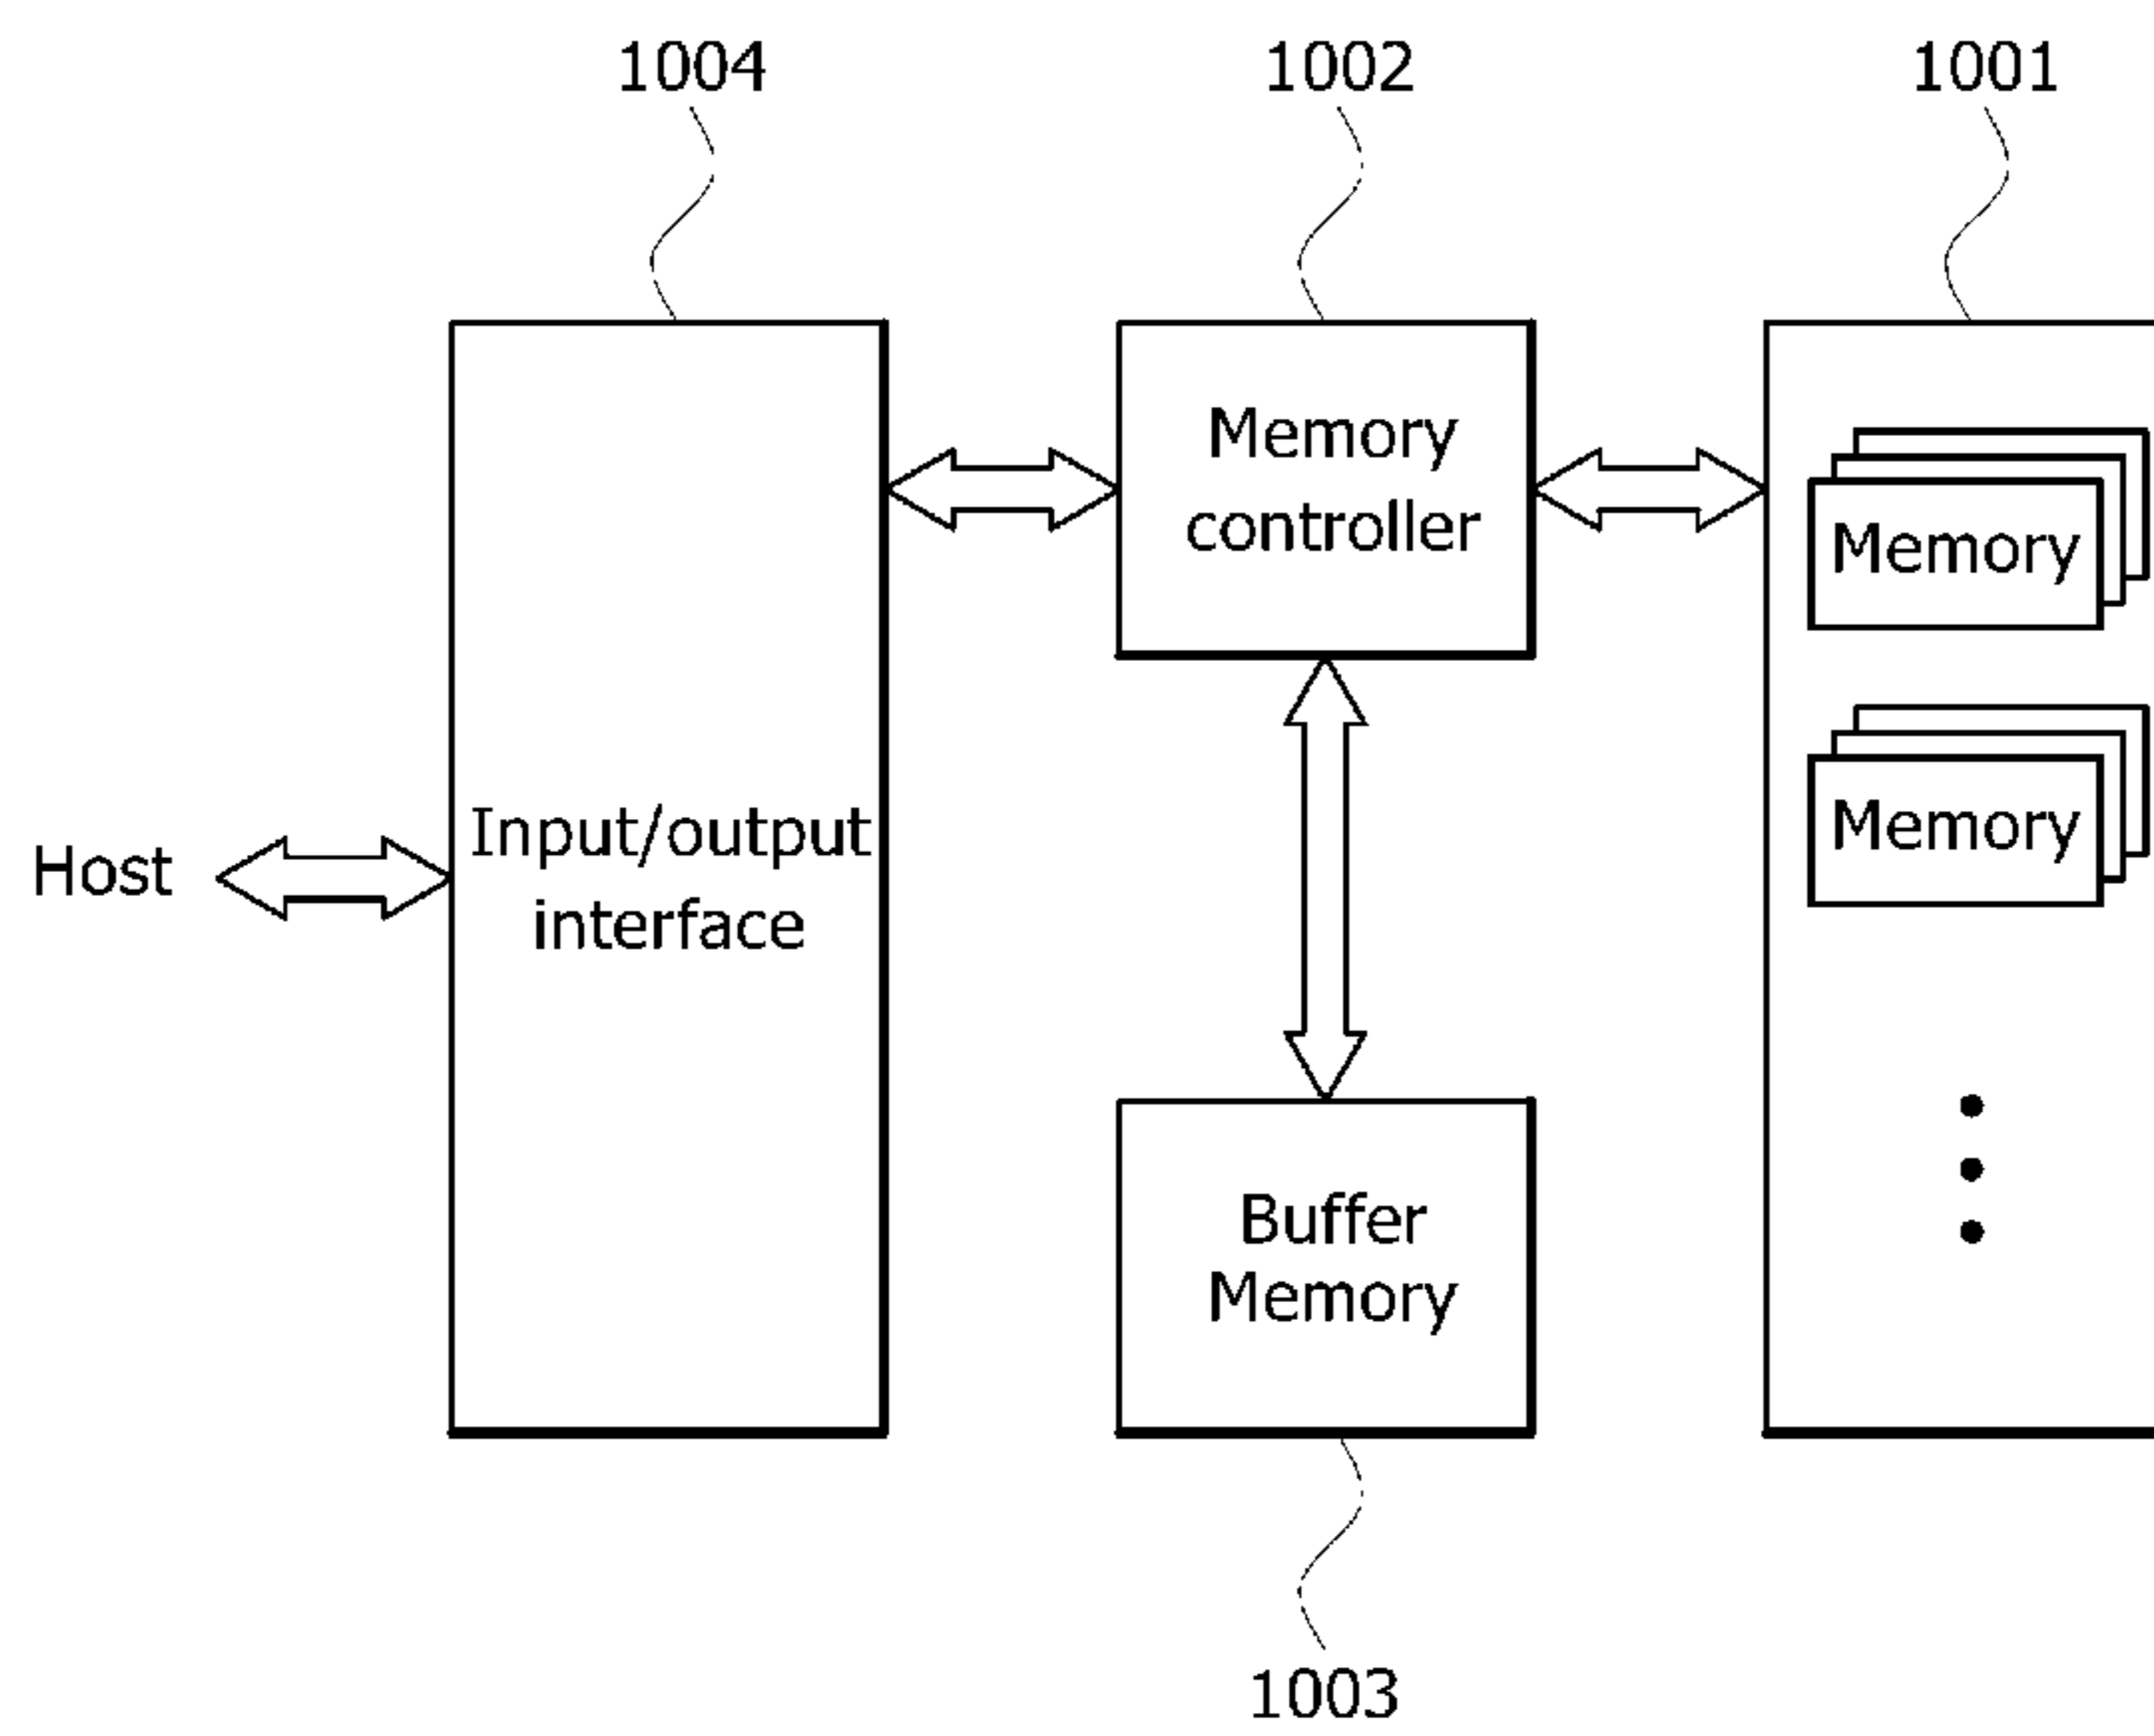 1004
1002
1001
Memory
controller
Memory
Memory
Host
Input/output
interface
Buffer
Memory
1003